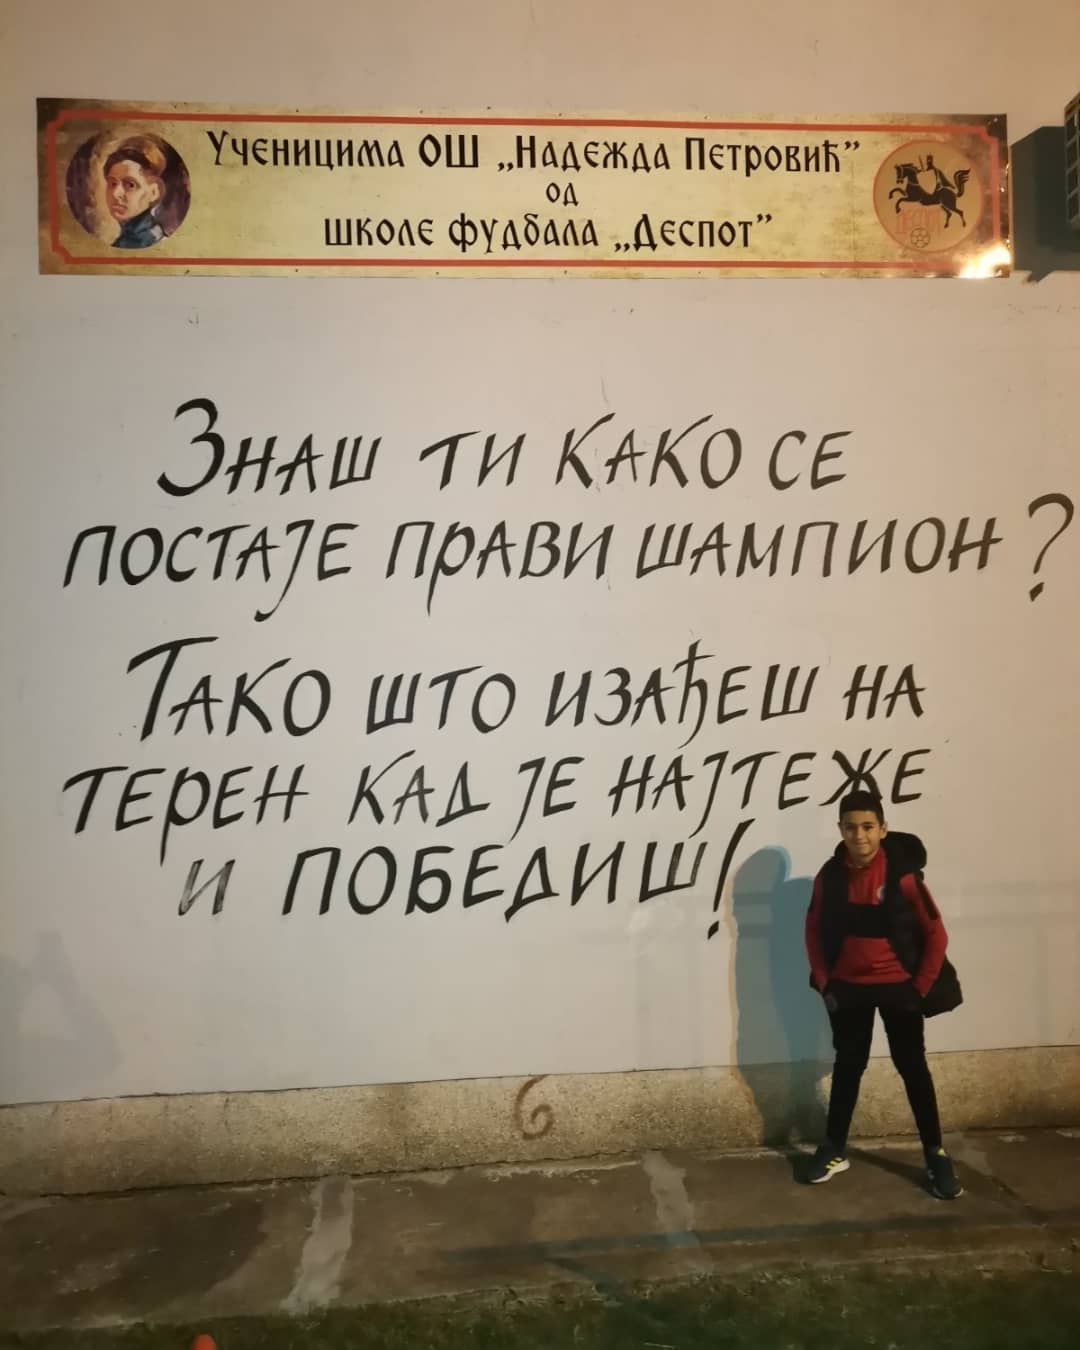 Ученицима ОШ „Надежда Петровић”
од
школе фудбала „Деспот”
Знаш ти како се
постаје прави шампион?
Тако што изађеш на
терен кад је најтеже
и победиш!
6